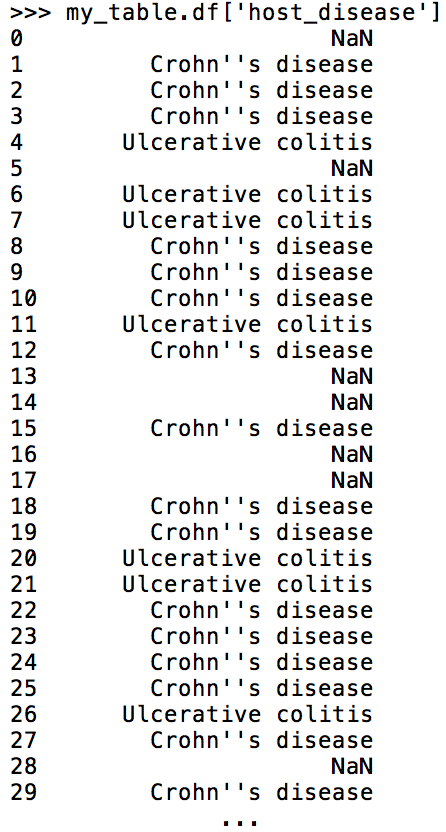 >>> my_table.df['host_disease']
0 NaN
1 Crohn''s disease
2 Crohn''s disease
3 Crohn''s disease
4 Ulcerative colitis
5 NaN
6 Ulcerative colitis
7 Ulcerative colitis
8 Crohn''s disease
9 Crohn''s disease
10 Crohn''s disease
11 Ulcerative colitis
12 Crohn''s disease
13 NaN
14 NaN
15 Crohn''s disease
16 NaN
17 NaN
18 Crohn''s disease
19 Crohn''s disease
20 Ulcerative colitis
21 Ulcerative colitis
22 Crohn''s disease
23 Crohn''s disease
24 Crohn''s disease
25 Crohn''s disease
26 Ulcerative colitis
27 Crohn''s disease
28 NaN
29 Crohn''s disease
...